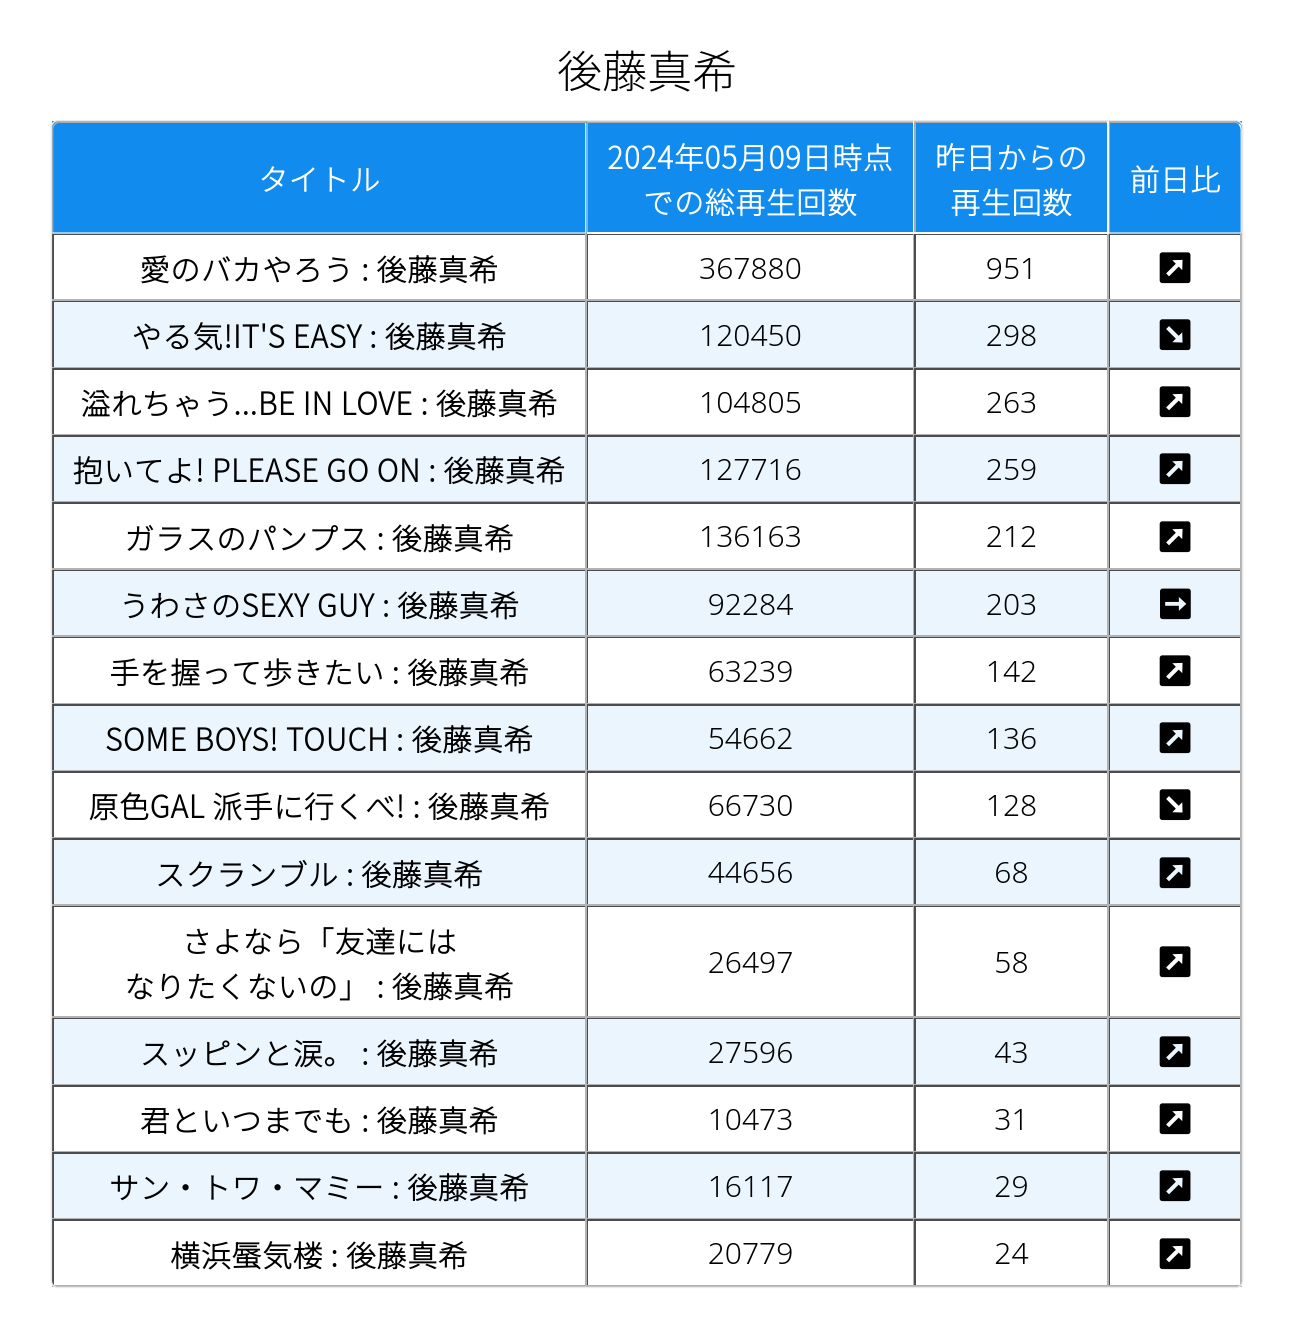 後藤真希
タイトル
2024年05月09日時点
での総再生回数
昨日からの
再生回数
前日比
愛のバカやろう : 後藤真希 367880 951
やる気!IT'S EASY : 後藤真希 120450 298
溢れちゃう...BE IN LOVE : 後藤真希 104805 263
抱いてよ! PLEASE GO ON : 後藤真希 127716 259
ガラスのパンプス : 後藤真希 136163 212
うわさのSEXY GUY : 後藤真希 92284 203
手を握って歩きたい : 後藤真希 63239 142
SOME BOYS! TOUCH : 後藤真希 54662 136
原色GAL 派手に行くべ! : 後藤真希 66730 128
スクランブル : 後藤真希 44656 68
さよなら「友達には
なりたくないの」 : 後藤真希 26497 58
スッピンと涙。 : 後藤真希 27596 43
君といつまでも : 後藤真希 10473 31
サン・トワ・マミー : 後藤真希 16117 29
横浜蜃気楼 : 後藤真希 20779 24